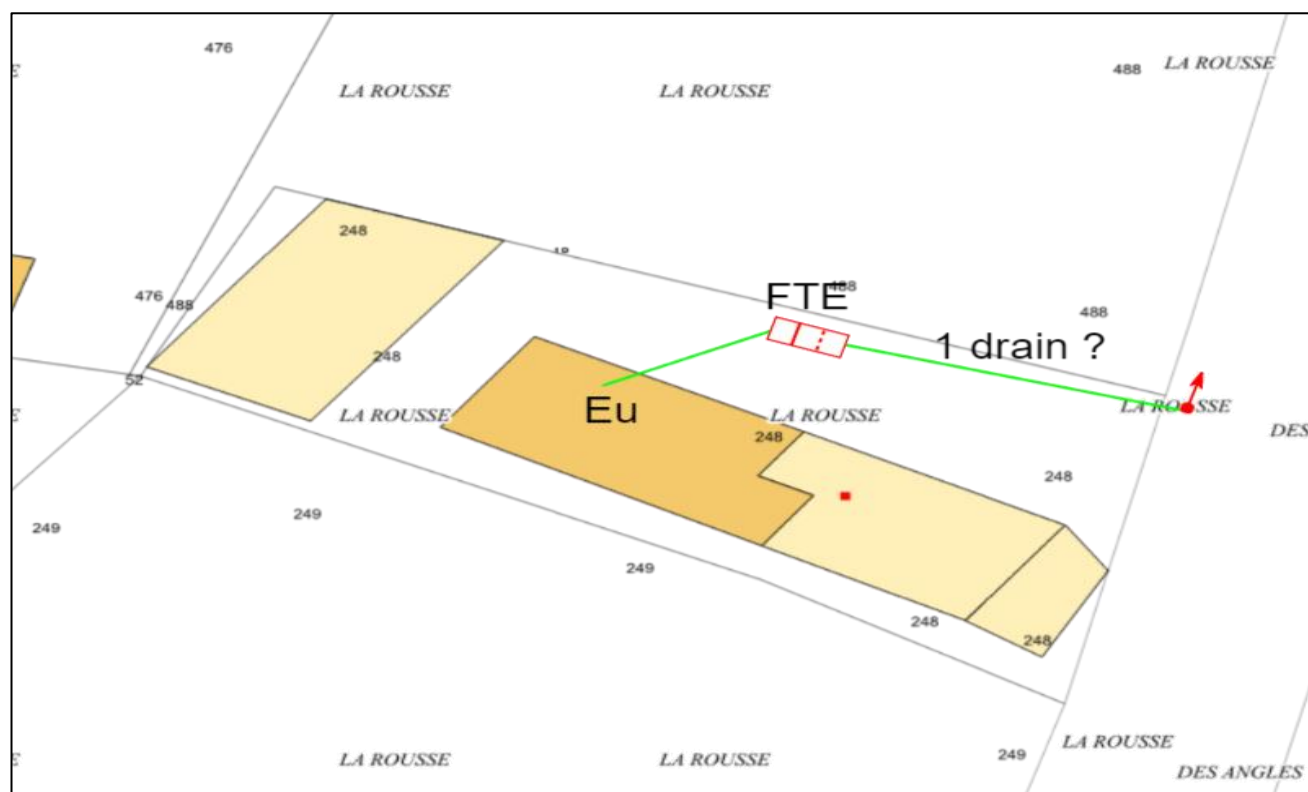 476
LA ROUSSE
488
LA ROUSSE
LA ROUSSE
248
476
488
FTE
488
488
1 drain ?
52
248
Eu
LA ROUSSE
LA ROUSSE
LA ROUSSE
DES
248
248
249
249
249
248
248
LA ROUSSE
LA ROUSSE
LA ROUSSE
249
DES ANGLES